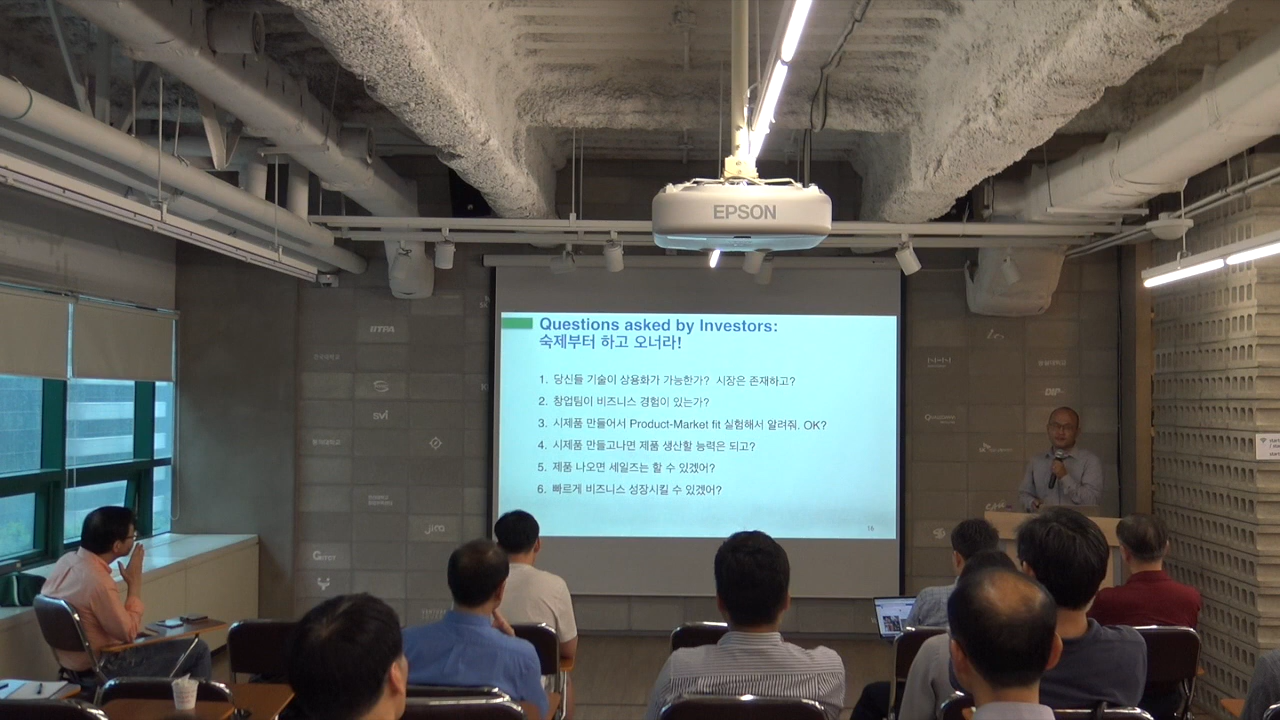 EPSON
Questions asked by Investors:
숙제부터 하고 오너라!
1. 당신들 기술이 상용화가 가능한가? 시장은 존재하고?
2. 창업팀이 비즈니스 경험이 있는가?
3. 시제품 만들어서 Product-Market fit 실험해서 알려줘. OK?
4. 시제품 만들고나면 제품 생산할 능력은 되고?
5. 제품 나오면 세일즈는 할 수 있겠어?
6. 빠르게 비즈니스 성장시킬 수 있겠어?
16
IITPA
SVI